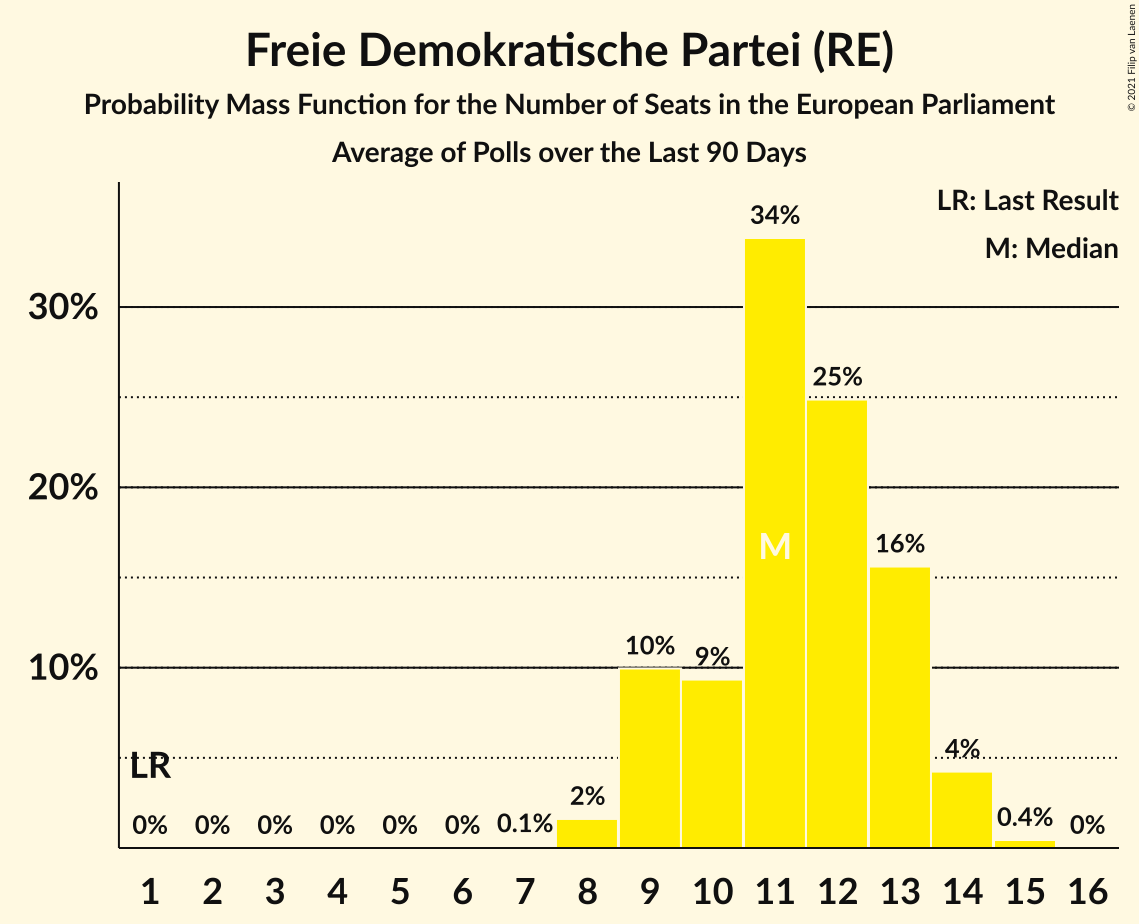 Freie Demokratische Partei (RE)
Probability Mass Function for the Number of Seats in the European Parliament
Average of Polls over the Last 90 Days
© 2021 Filip van Laenen
LR: Last Result
M: Median
34%
30%
25%
20%
16%
M
10%
9%
10%
4%
LR
2%
0% 0% 0% 0% 0% 0% 0.1% 0.4% 0%
1 2 3 4 5 6 7 8 9 10 11 12 13 14 15 16